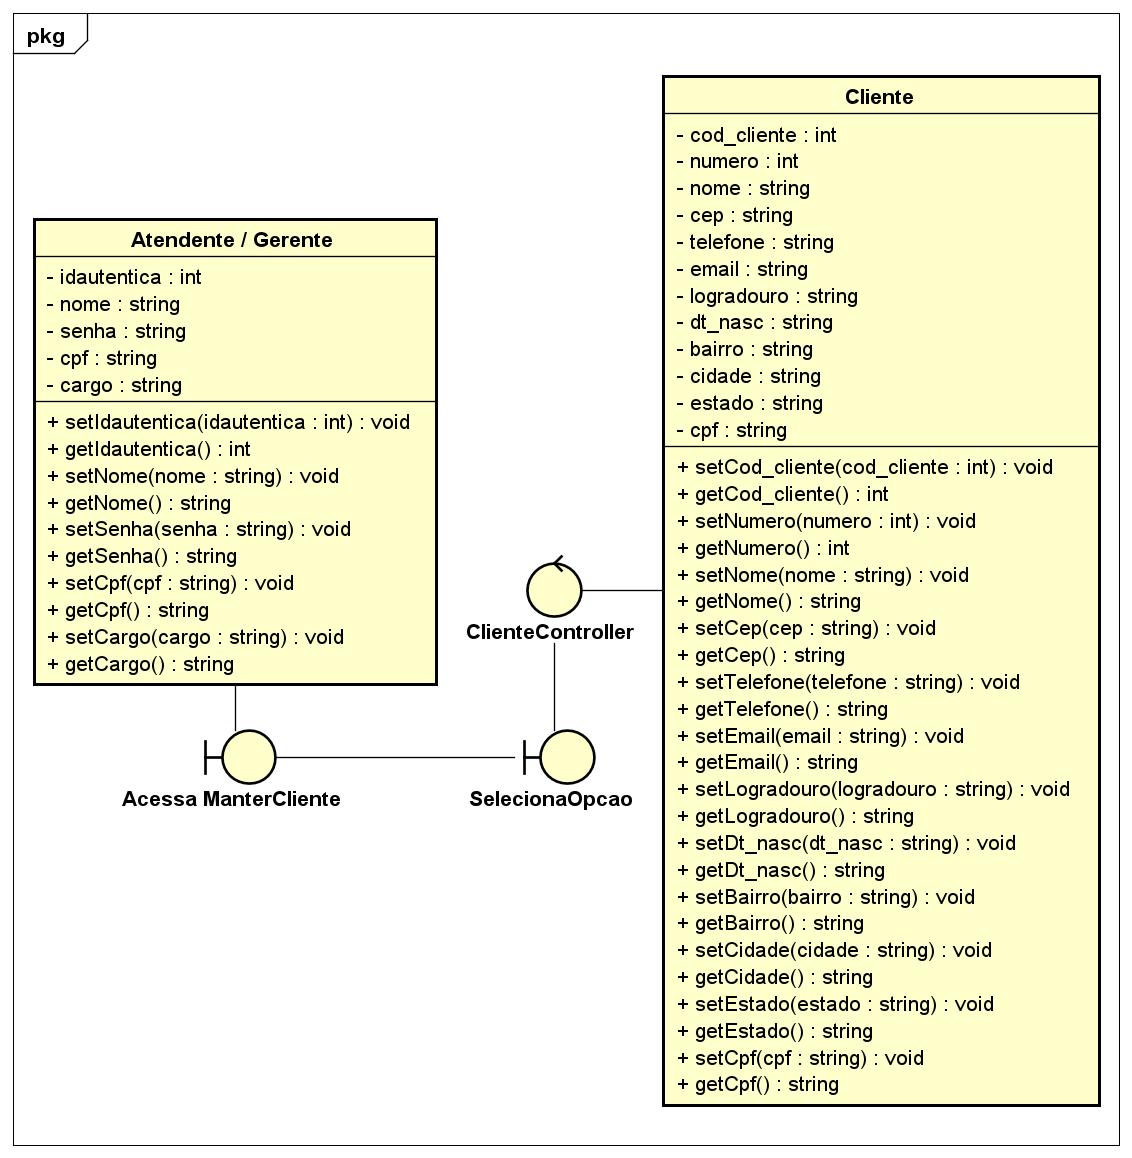 pkg
Atendente / Gerente
- idautentica : int
- nome : string
- senha : string
- cpf : string
- cargo : string
+ setIdautentica(idautentica : int) : void
+ getIdautentica() : int
+ setNome(nome : string) : void
+ getNome() : string
+ setSenha(senha : string) : void
+ getSenha() : string
+ setCpf(cpf : string) : void
+ getCpf() : string
+ setCargo(cargo : string) : void
+ getCargo() : string
Acessa ManterCliente
SelecionaOpcao
ClienteController
Cliente
- cod_cliente : int
- numero : int
- nome : string
- cep : string
- telefone : string
- email : string
- logradouro : string
- dt_nasc : string
- bairro : string
- cidade : string
- estado : string
- cpf : string
+ setCod_cliente(cod_cliente : int) : void
+ getCod_cliente() : int
+ setNumero(numero : int) : void
+ getNumero() : int
+ setNome(nome : string) : void
+ getNome() : string
+ setCep(cep : string) : void
+ getCep() : string
+ setTelefone(telefone : string) : void
+ getTelefone() : string
+ setEmail(email : string) : void
+ getEmail() : string
+ setLogradouro(logradouro : string) : void
+ getLogradouro() : string
+ setDt_nasc(dt_nasc : string) : void
+ getDt_nasc() : string
+ setBairro(bairro : string) : void
+ getBairro() : string
+ setCidade(cidade : string) : void
+ getCidade() : string
+ setEstado(estado : string) : void
+ getEstado() : string
+ setCpf(cpf : string) : void
+ getCpf() : string